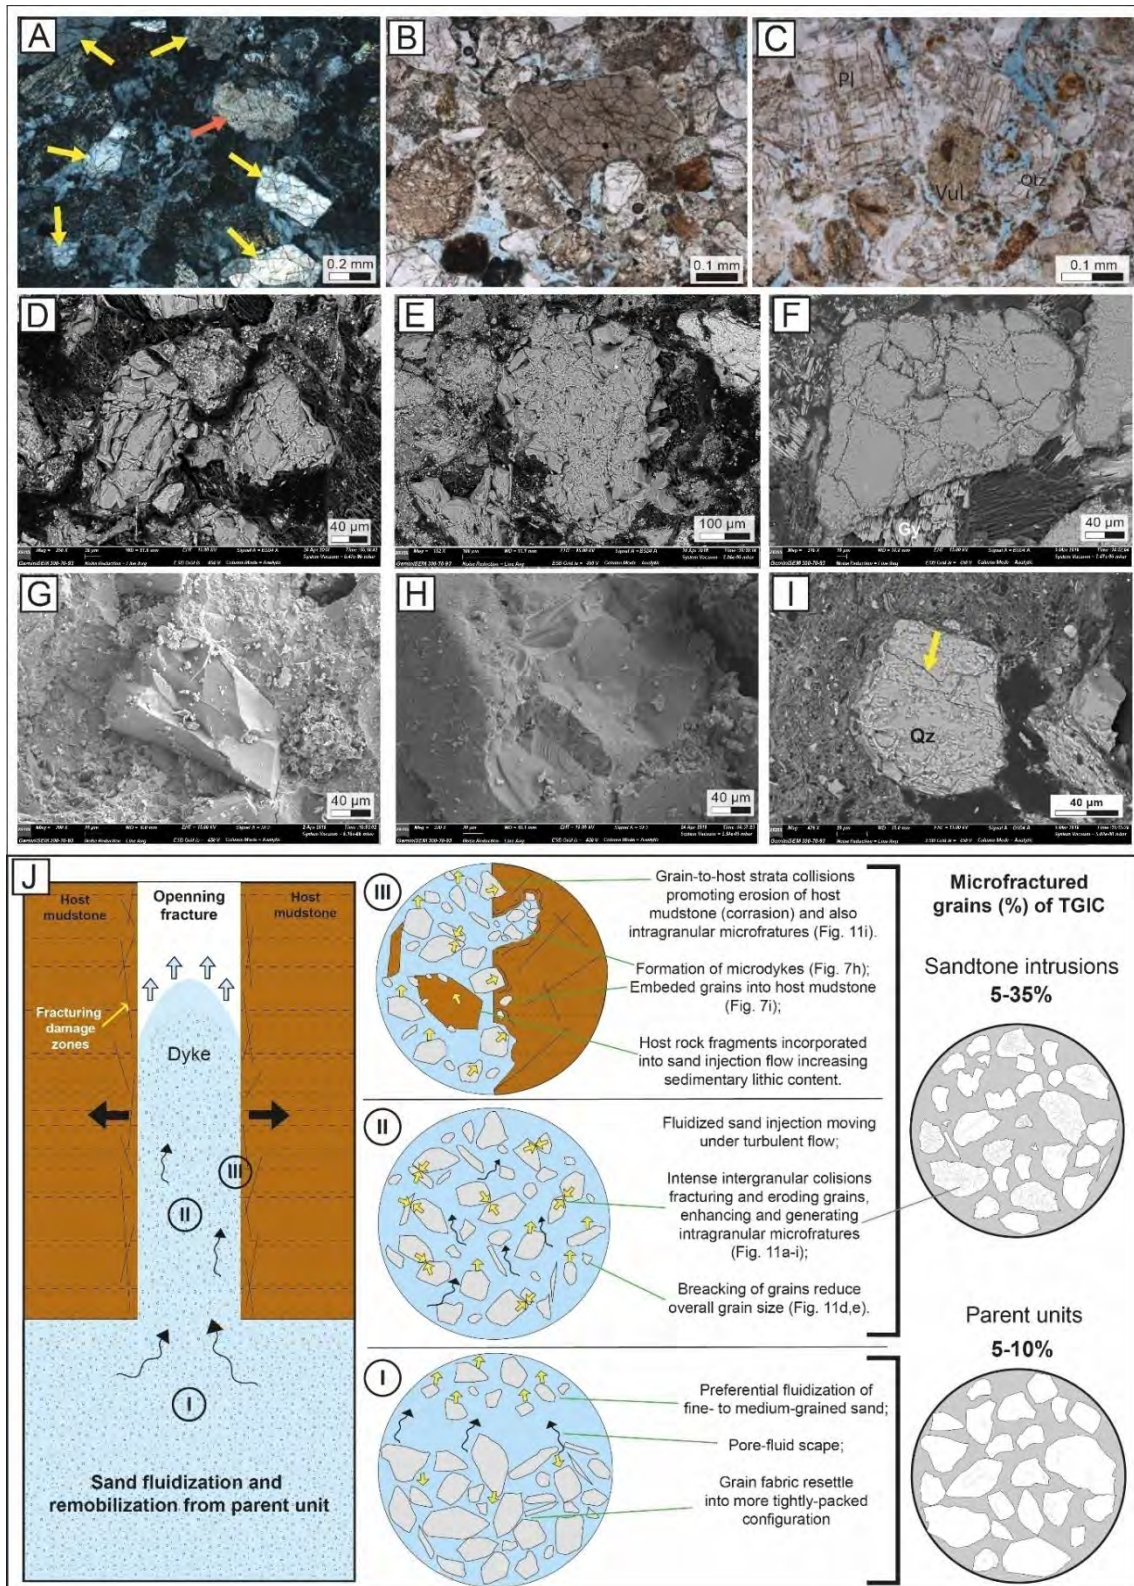 A
0.2 mm
B
0.1 mm
C
Pl
Vul
Qtz
0.1 mm
D
40 µm
E
100 µm
F
Gy
40 µm
G
40 µm
H
40 µm
I
Qz
40 µm
J
Host
mudstone
Openning
fracture
Host
mudstone
Fracturing
damage
zones
Dyke
III
II
I
Sand fluidization and
remobilization from parent unit
III
Grain-to-host strata collisions
promoting erosion of host
mudstone (corrasion) and also
intragranular microfratures (Fig. 11i).
Formation of microdykes (Fig. 7h);
Embeded grains into host mudstone
(Fig. 7i);
Host rock fragments incorporated
into sand injection flow increasing
sedimentary lithic content.
II
Fluidized sand injection moving
under turbulent flow;
Intense intergranular colisions
fracturing and eroding grains,
enhancing and generating
intragranular microfratures
(Fig. 11a-i);
Breacking of grains reduce
overall grain size (Fig. 11d,e).
I
Preferential fluidization of
fine- to medium-grained sand;
Pore-fluid scape;
Grain fabric resettle
into more tightly-packed
configuration
Microfractured
grains (%) of TGIC
Sandtone intrusions
5-35%
Parent units
5-10%